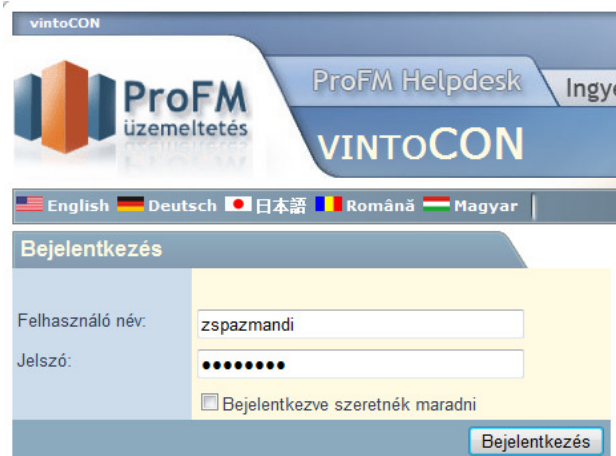 vintoCON
ProFM
üzemeltetés
ProFM Helpdesk
VINTOCON
English Deutsch 日本語 Română Magyar
Bejelentkezés
Felhasználó név: zspazmandi
Jelszó: ••••••••
Bejelentkezve szeretnék maradni
Bejelentkezés